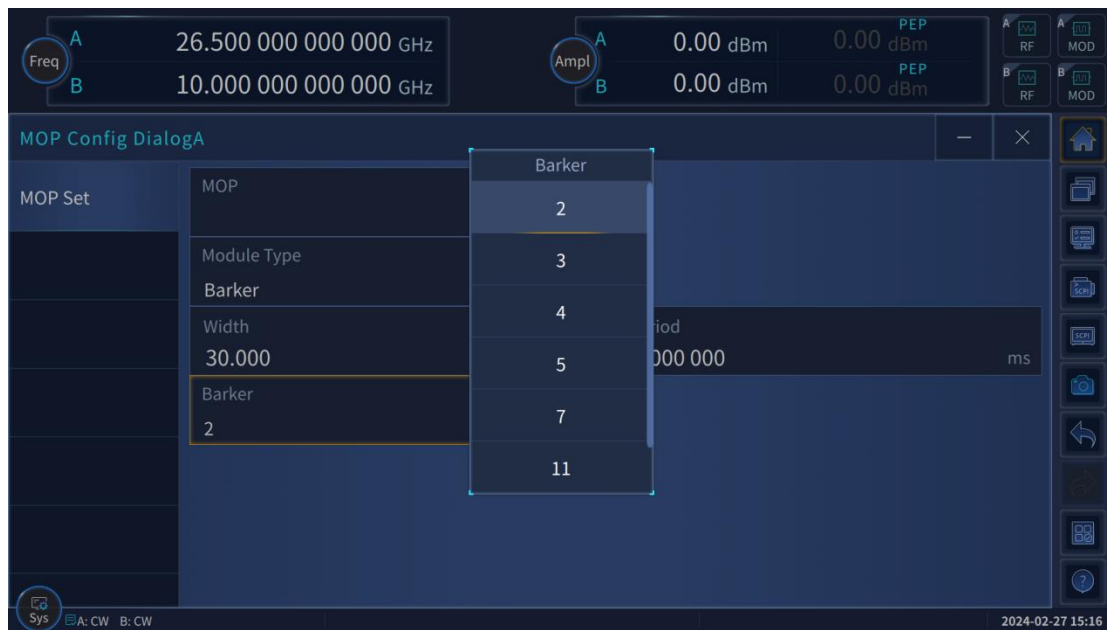 Freq
A 26.500 000 000 000 GHz
B 10.000 000 000 000 GHz
Ampl
PEP
A 0.00 dBm 0.00 dBm
PEP
B 0.00 dBm 0.00 dBm
A RF
A MOD
B RF
B MOD
MOP Config DialogA
MOP Set
MOP
Module Type
Barker
Width
30.000
iod
000 000 ms
Barker
2
Barker
2
3
4
5
7
11
SCPI
SCPI
?
Sys
A: CW B: CW
2024-02-27 15:16